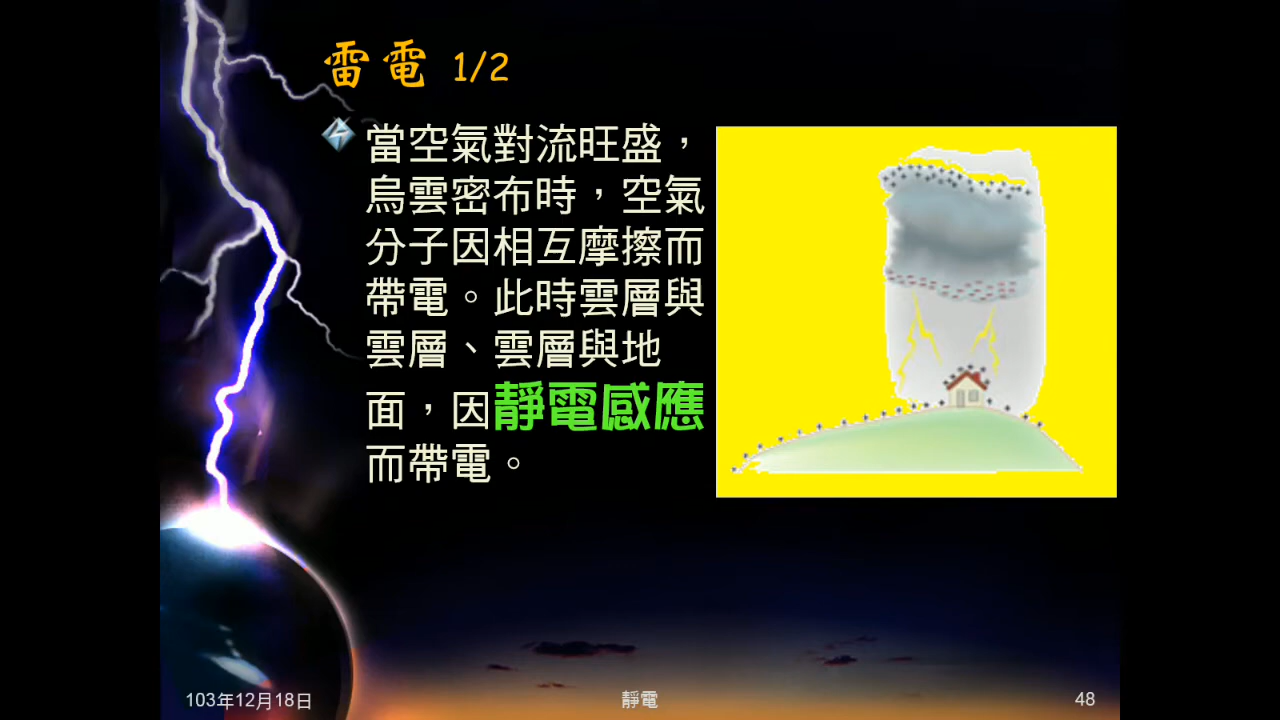 雷電 1/2
當空氣對流旺盛，
烏雲密布時，空氣
分子因相互摩擦而
帶電。此時雲層與
雲層、雲層與地
面，因靜電感應
而帶電。
103年12月18日
靜電
48